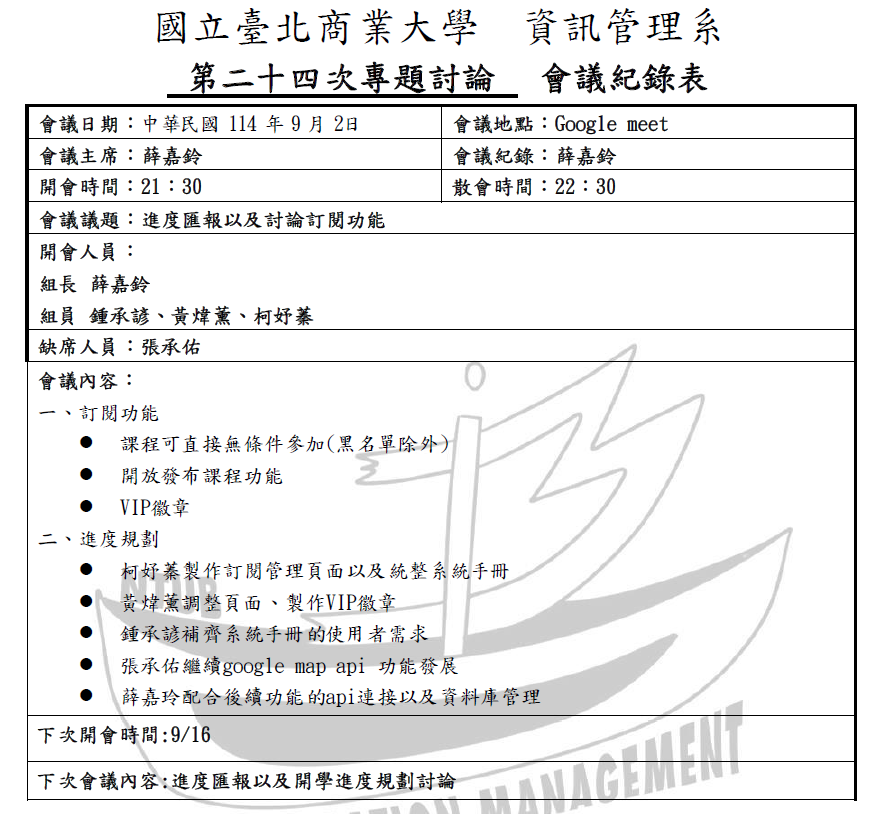 國立臺北商業大學 資訊管理系
第二十四次專題討論 會議紀錄表
會議日期：中華民國 114 年 9 月 2日
會議地點：Google meet
會議主席：薛嘉鈴
會議紀錄：薛嘉鈴
開會時間：21：30
散會時間：22：30
會議議題：進度匯報以及討論訂閱功能
開會人員：
組長 薛嘉鈴
組員 鍾承諺、黃煒薰、柯妤蓁
缺席人員：張承佑
會議內容：
一、訂閱功能
● 課程可直接無條件參加(黑名單除外)
● 開放發布課程功能
● VIP徽章
二、進度規劃
● 柯妤蓁製作訂閱管理頁面以及統整系統手冊
● 黃煒薰調整頁面、製作VIP徽章
● 鍾承諺補齊系統手冊的使用者需求
● 張承佑繼續google map api 功能發展
● 薛嘉玲配合後續功能的api連接以及資料庫管理
下次開會時間:9/16
下次會議內容:進度匯報以及開學進度規劃討論
NTUB
MANAGEMENT